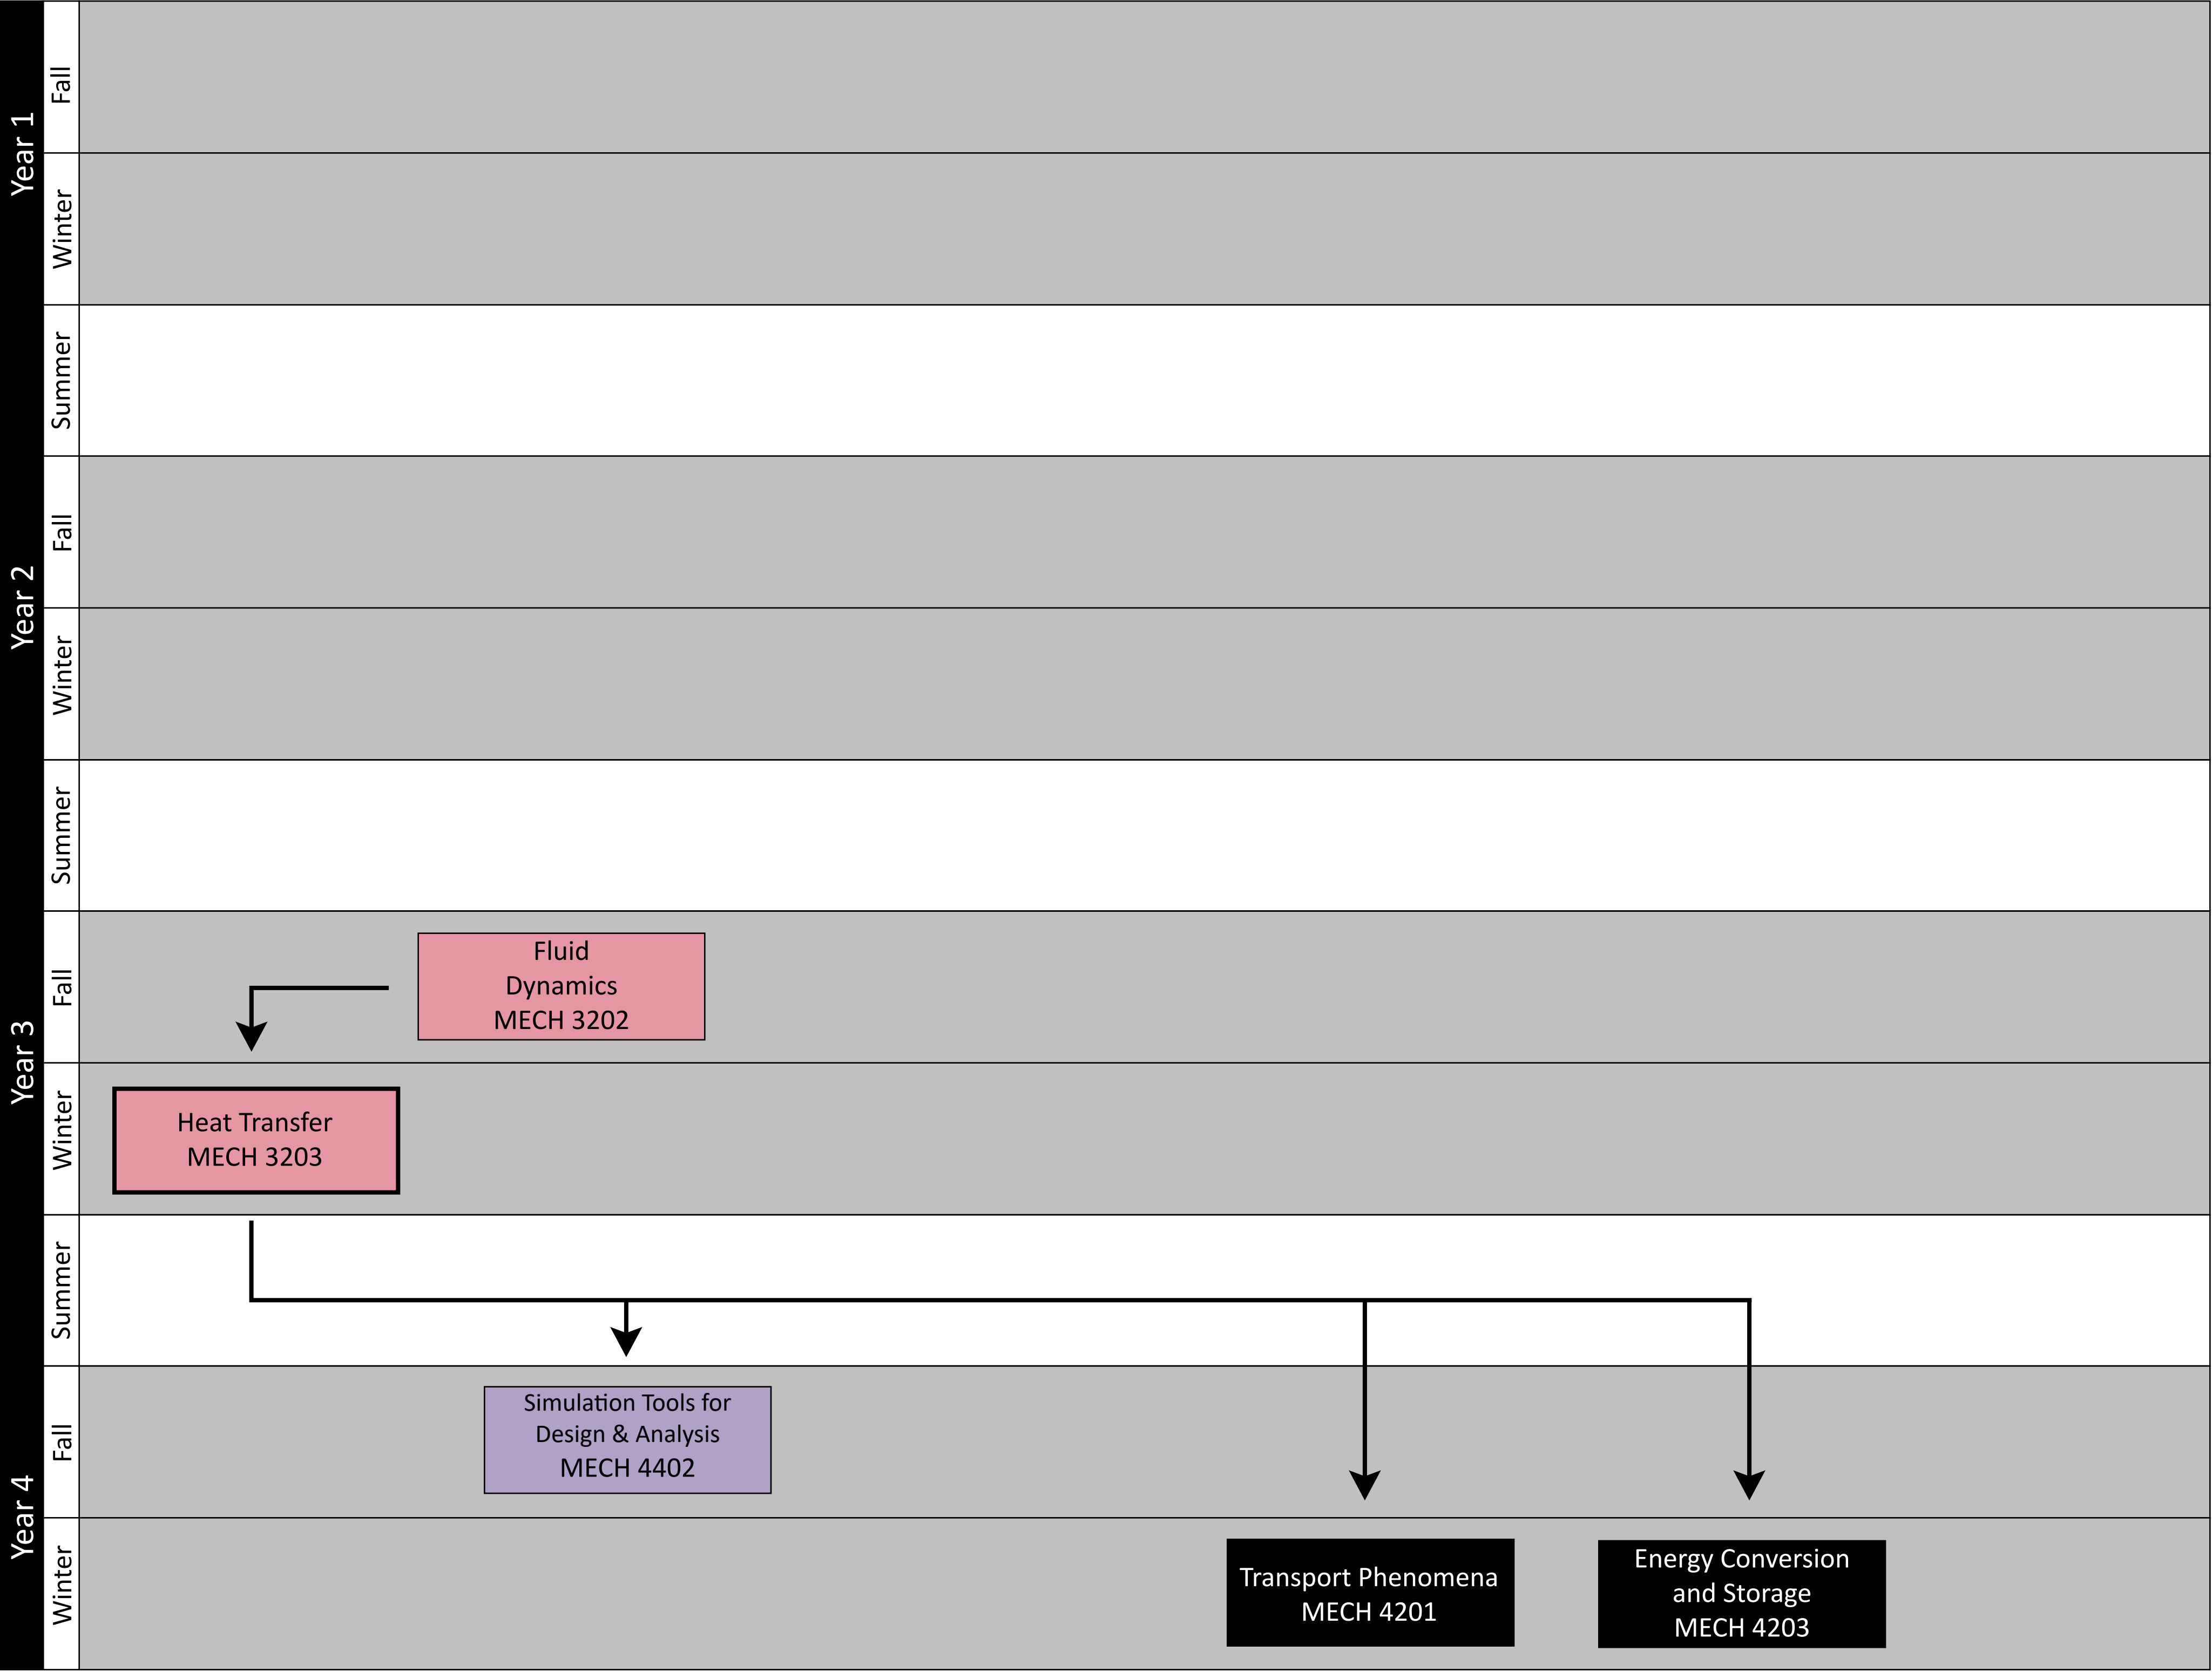 Year 1
Fall
Winter
Summer
Year 2
Fall
Winter
Summer
Year 3
Fall
Fluid
Dynamics
MECH 3202
Winter
Heat Transfer
MECH 3203
Summer
Year 4
Fall
Simulation Tools for
Design & Analysis
MECH 4402
Winter
Transport Phenomena
MECH 4201
Energy Conversion
and Storage
MECH 4203